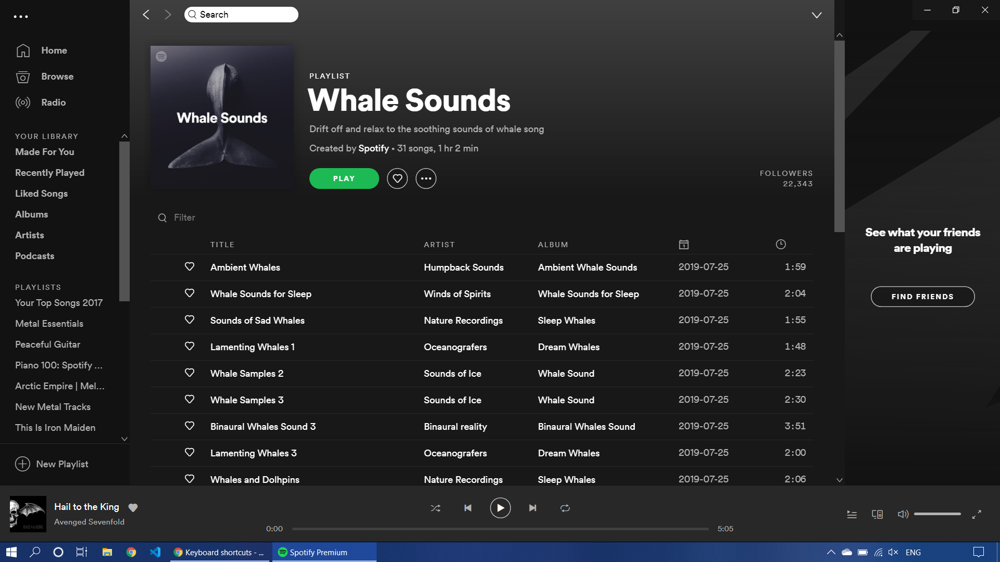 Search
Home
Browse
Radio
YOUR LIBRARY
Made For You
Recently Played
Liked Songs
Albums
Artists
Podcasts
PLAYLISTS
Your Top Songs 2017
Metal Essentials
Peaceful Guitar
Piano 100: Spotify ...
Arctic Empire | Mel...
New Metal Tracks
This Is Iron Maiden
New Playlist
Whale Sounds
PLAYLIST
Whale Sounds
Drift off and relax to the soothing sounds of whale song
Created by Spotify • 31 songs, 1 hr 2 min
PLAY
FOLLOWERS
22,343
Filter
TITLE ARTIST ALBUM
Ambient Whales Humpback Sounds Ambient Whale Sounds 2019-07-25 1:59
Whale Sounds for Sleep Winds of Spirits Whale Sounds for Sleep 2019-07-25 2:04
Sounds of Sad Whales Nature Recordings Sleep Whales 2019-07-25 1:55
Lamenting Whales 1 Oceanografers Dream Whales 2019-07-25 1:48
Whale Samples 2 Sounds of Ice Whale Sound 2019-07-25 2:23
Whale Samples 3 Sounds of Ice Whale Sound 2019-07-25 2:30
Binaural Whales Sound 3 Binaural reality Binaural Whales Sound 2019-07-25 3:51
Lamenting Whales 3 Oceanografers Dream Whales 2019-07-25 2:00
Whales and Dolhpins Nature Recordings Sleep Whales 2019-07-25 2:06
See what your friends
are playing
FIND FRIENDS
Hail to the King
Avenged Sevenfold
0:00 5:05
Keyboard shortcuts - ...
Spotify Premium
ENG